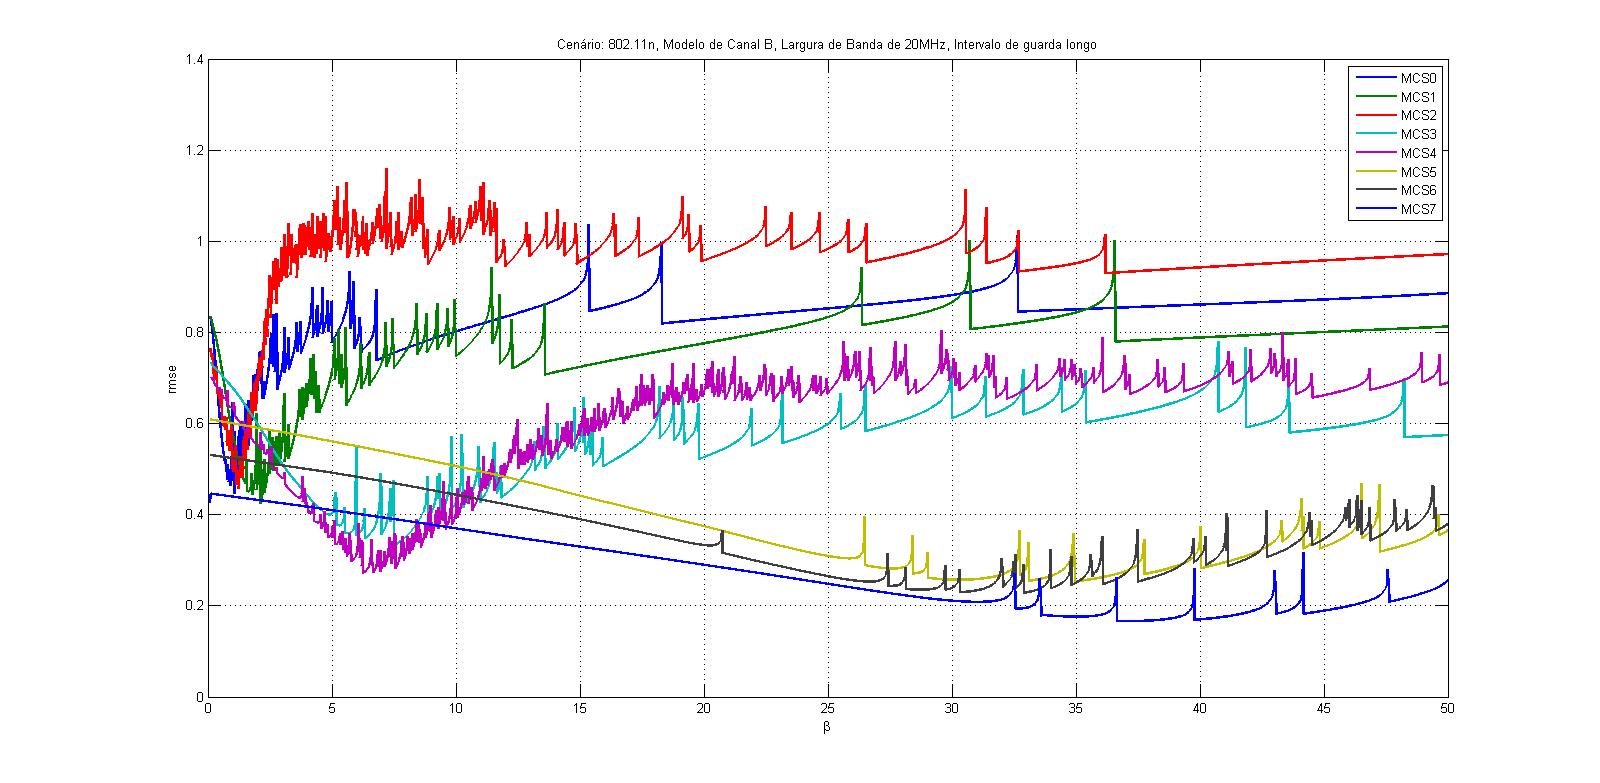 Cenário: 802.11n, Modelo de Canal B, Largura de Banda de 20MHz, Intervalo de guarda longo
1.4
1.2
1
0.8
0.6
0.4
0.2
0
rmse
MCS0
MCS1
MCS2
MCS3
MCS4
MCS5
MCS6
MCS7
0 5 10 15 20 25 30 35 40 45 50
β